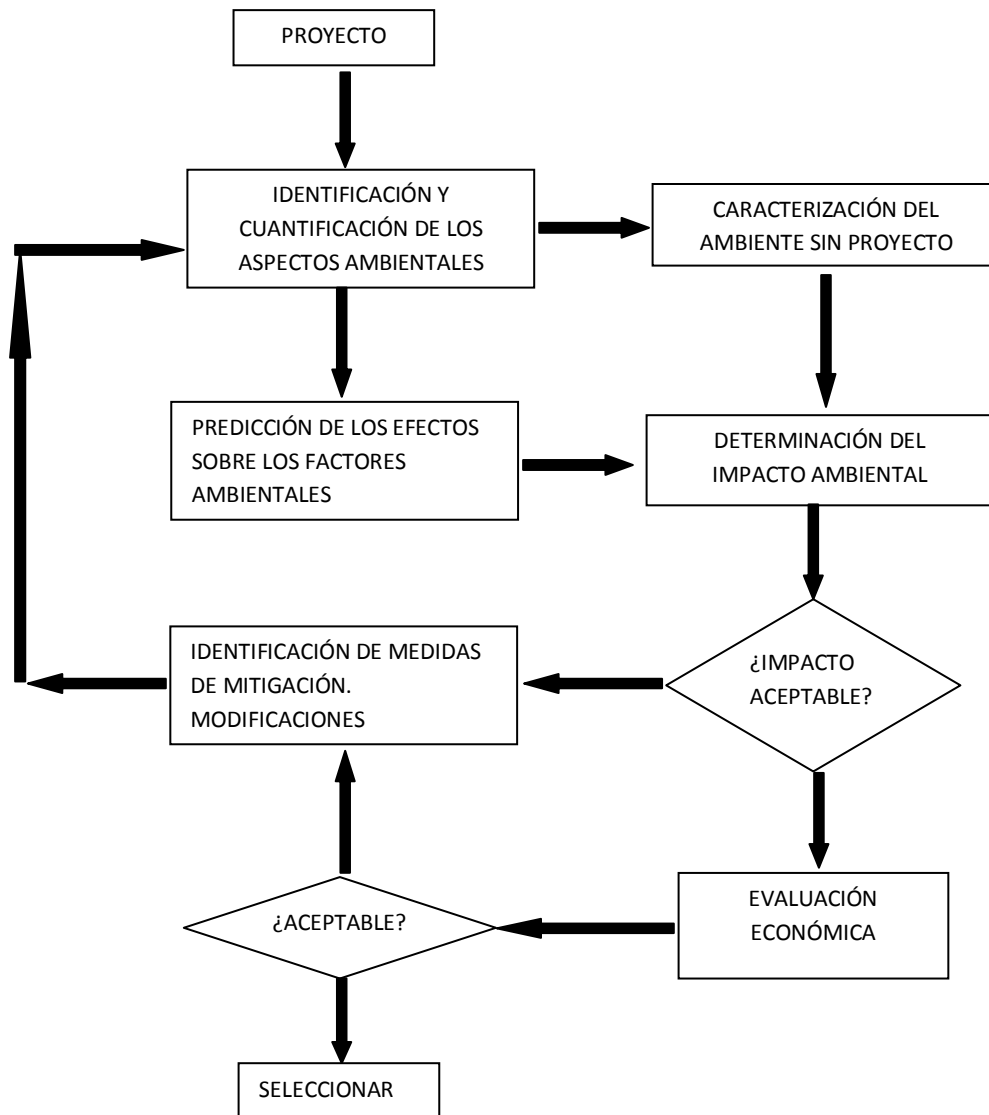 PROYECTO
IDENTIFICACIÓN Y
CUANTIFICACIÓN DE LOS
ASPECTOS AMBIENTALES
CARACTERIZACIÓN DEL
AMBIENTE SIN PROYECTO
PREDICCIÓN DE LOS EFECTOS
SOBRE LOS FACTORES
AMBIENTALES
DETERMINACIÓN DEL
IMPACTO AMBIENTAL
¿IMPACTO
ACEPTABLE?
IDENTIFICACIÓN DE MEDIDAS
DE MITIGACIÓN.
MODIFICACIONES
EVALUACIÓN
ECONÓMICA
¿ACEPTABLE?
SELECCIONAR